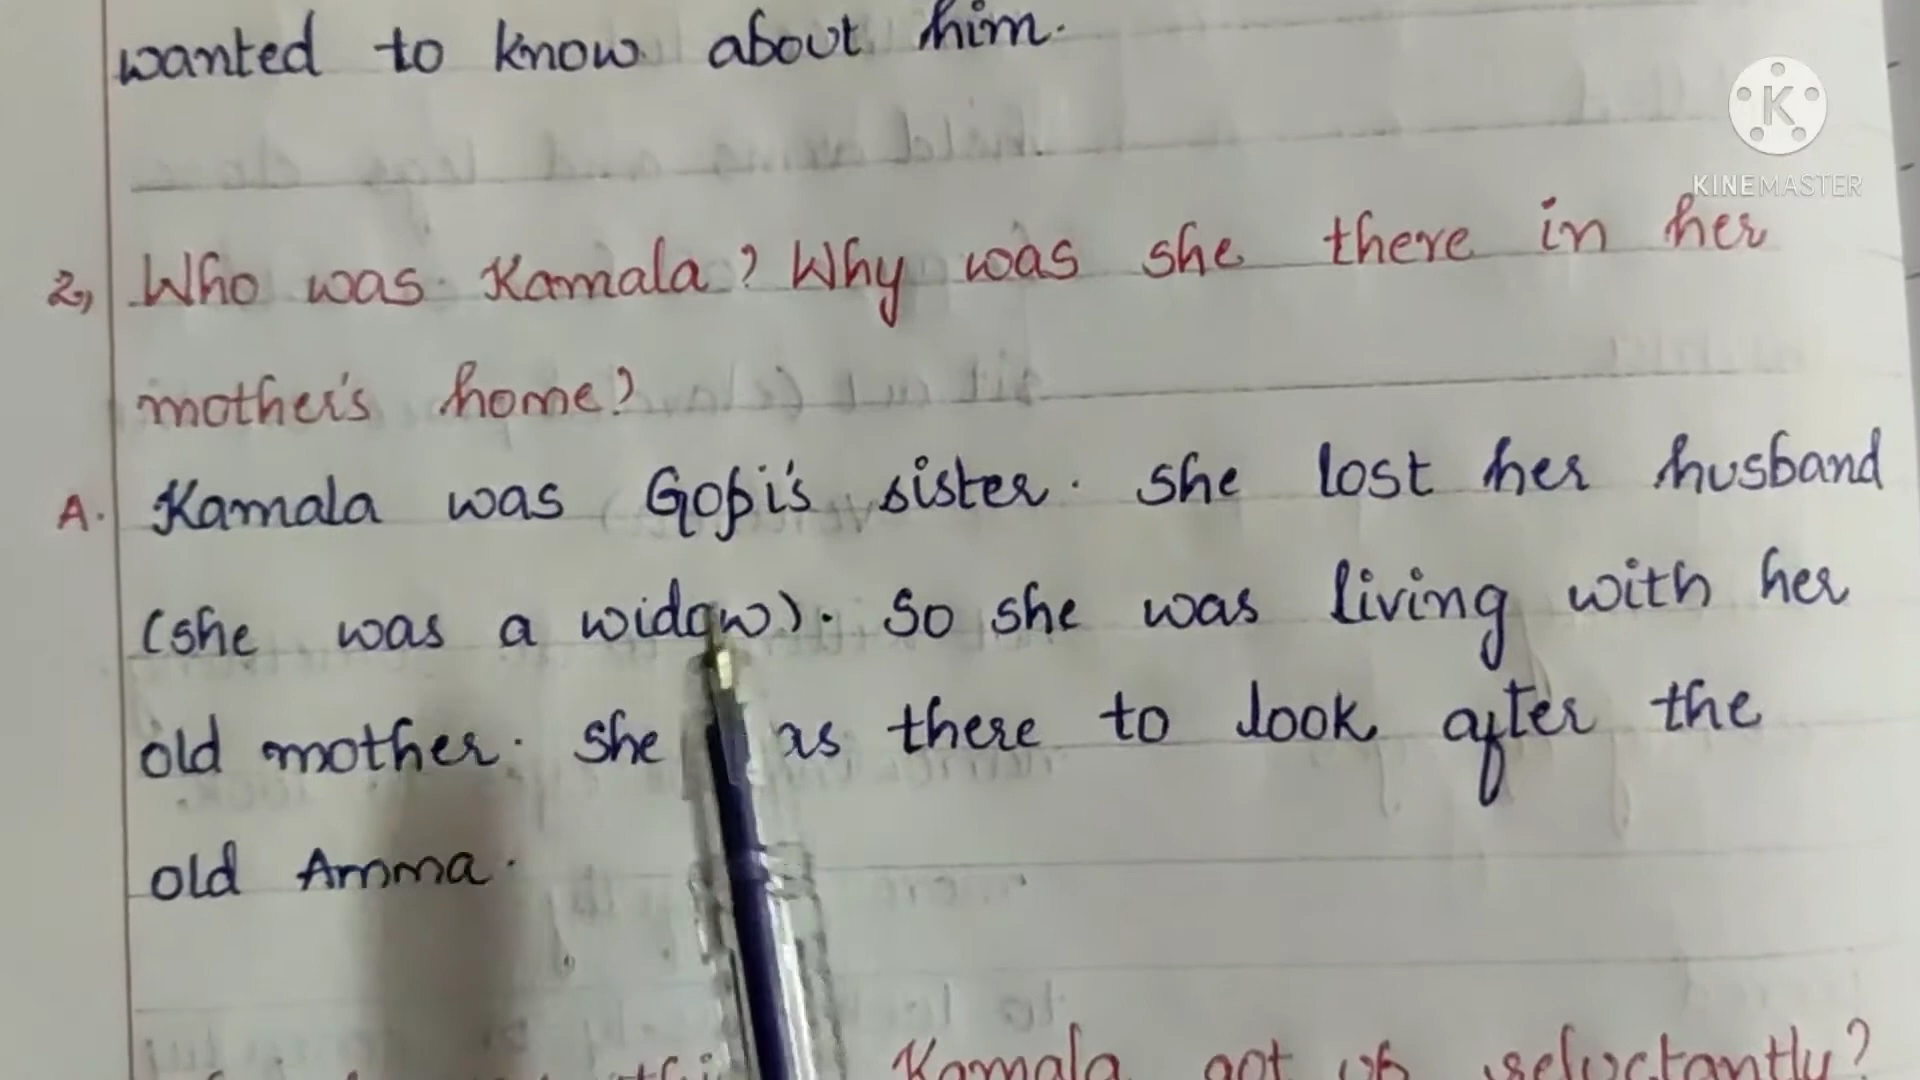 wanted to know about him.
KINEMASTER
2, Who was Kamala? Why was she there in her
mother's home?
A. Kamala was Gopi's sister. She lost her husband
(she was a widow). So she was living with her
old mother. She as there to look after the
old Amma.
Kamala got up reluctantly?